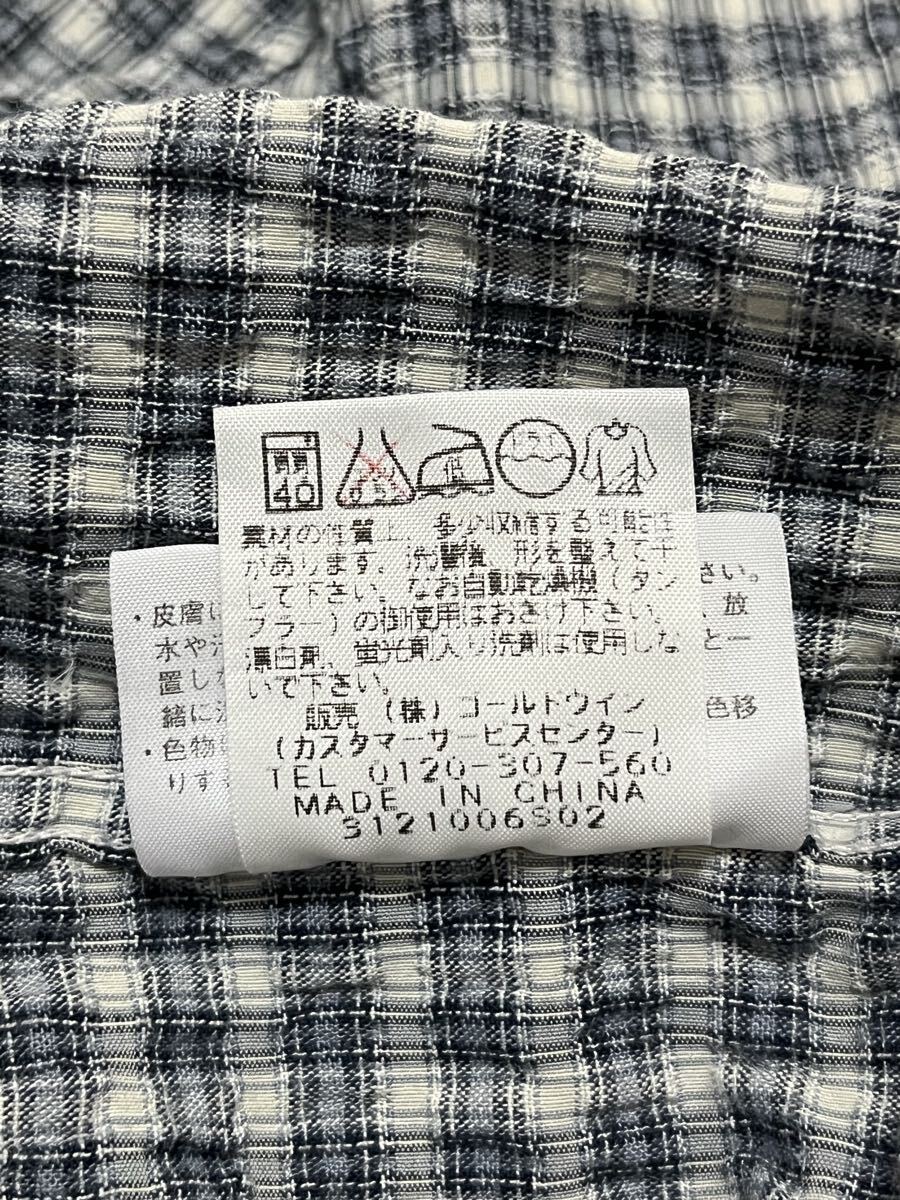 40
素材の性質上、多少収縮する可能性
があります。洗濯後、形を整えて干
して下さい。なお自動乾燥機(タン
ブラー)の御使用はおさけ下さい。
漂白剤、蛍光剤入り洗剤は使用しな
いで下さい。
販売 (株)ゴールドウイン
(カスタマーサービスセンター)
TEL 0120-307-560
MADE IN CHINA
3121006S02
さい。
・皮膚に
、放
水や
と一
置し
緒に
色移
・色物
りす